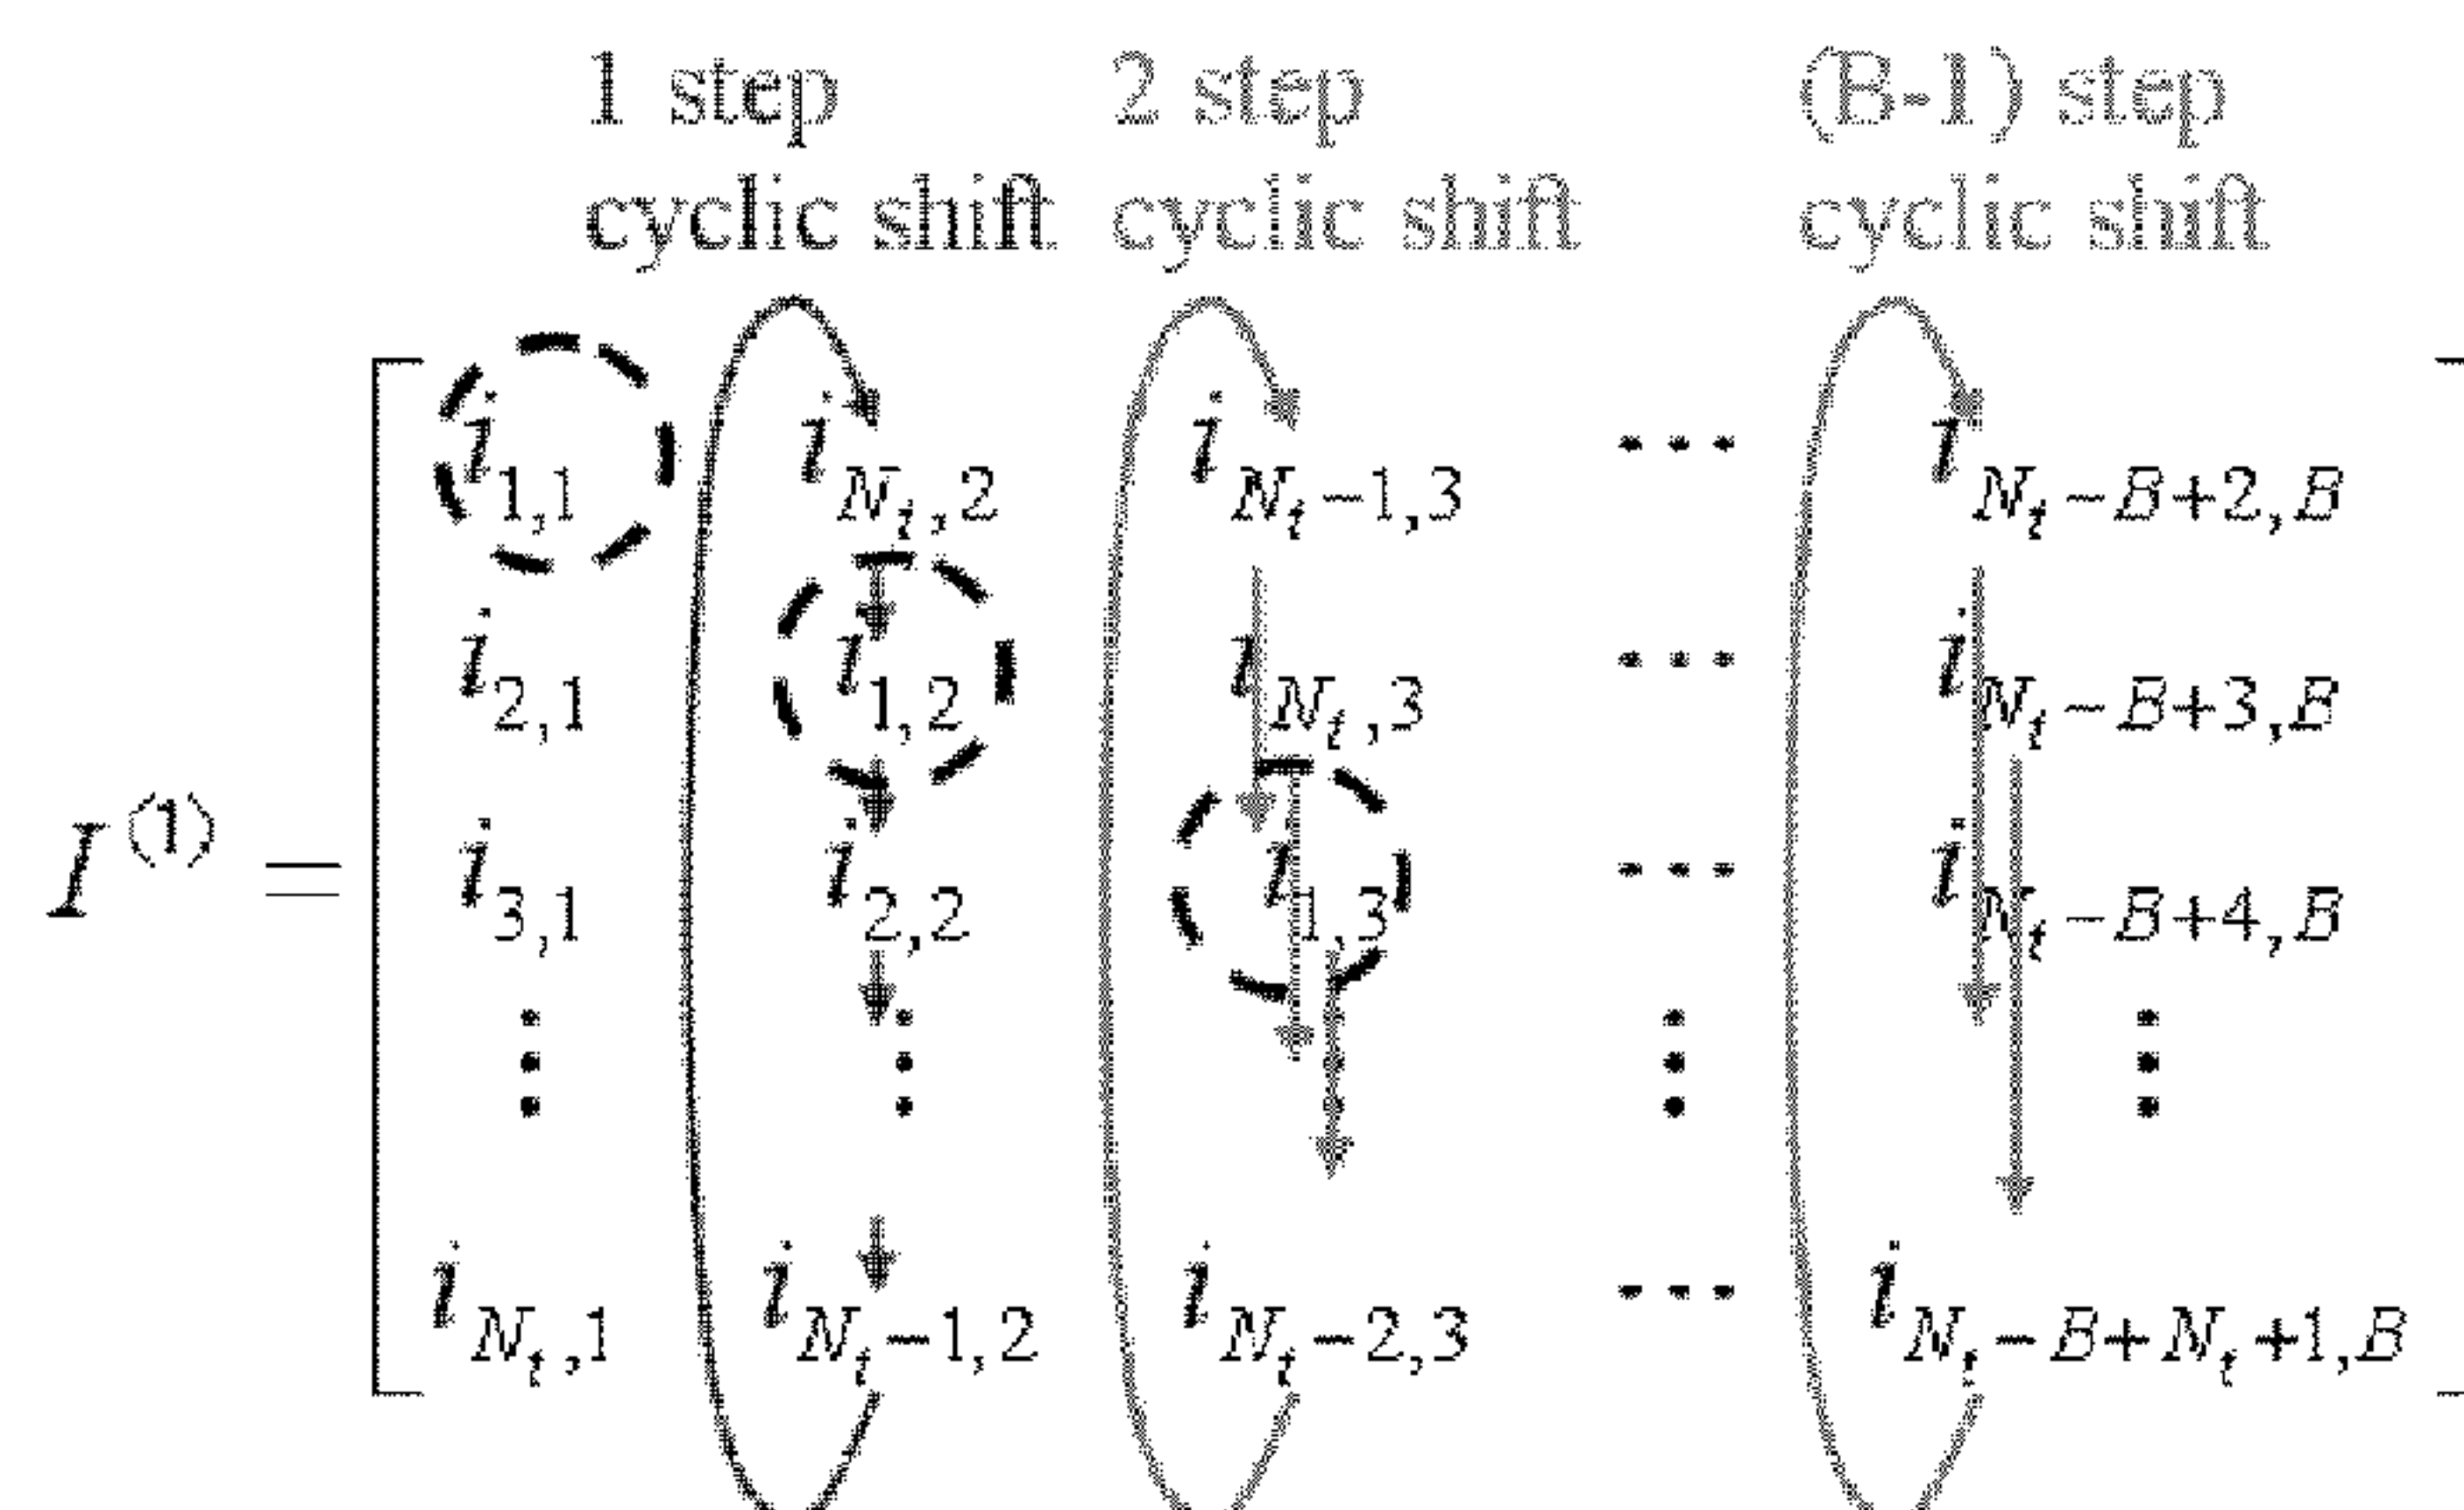 1 step 2 step (B-1) step
cyclic shift cyclic shift cyclic shift
i_{1,1} i_{N_t,2} i_{N_t-1,3} ... i_{N_t-B+2,B}
i_{2,1} i_{1,2} i_{N_t,3} ... i_{N_t-B+3,B}
I^{(1)} = i_{3,1} i_{2,2} i_{1,3} ... i_{N_t-B+4,B}
i_{N_t,1} i_{N_t-1,2} i_{N_t-2,3} ... i_{N_t-B+N_t+1,B}